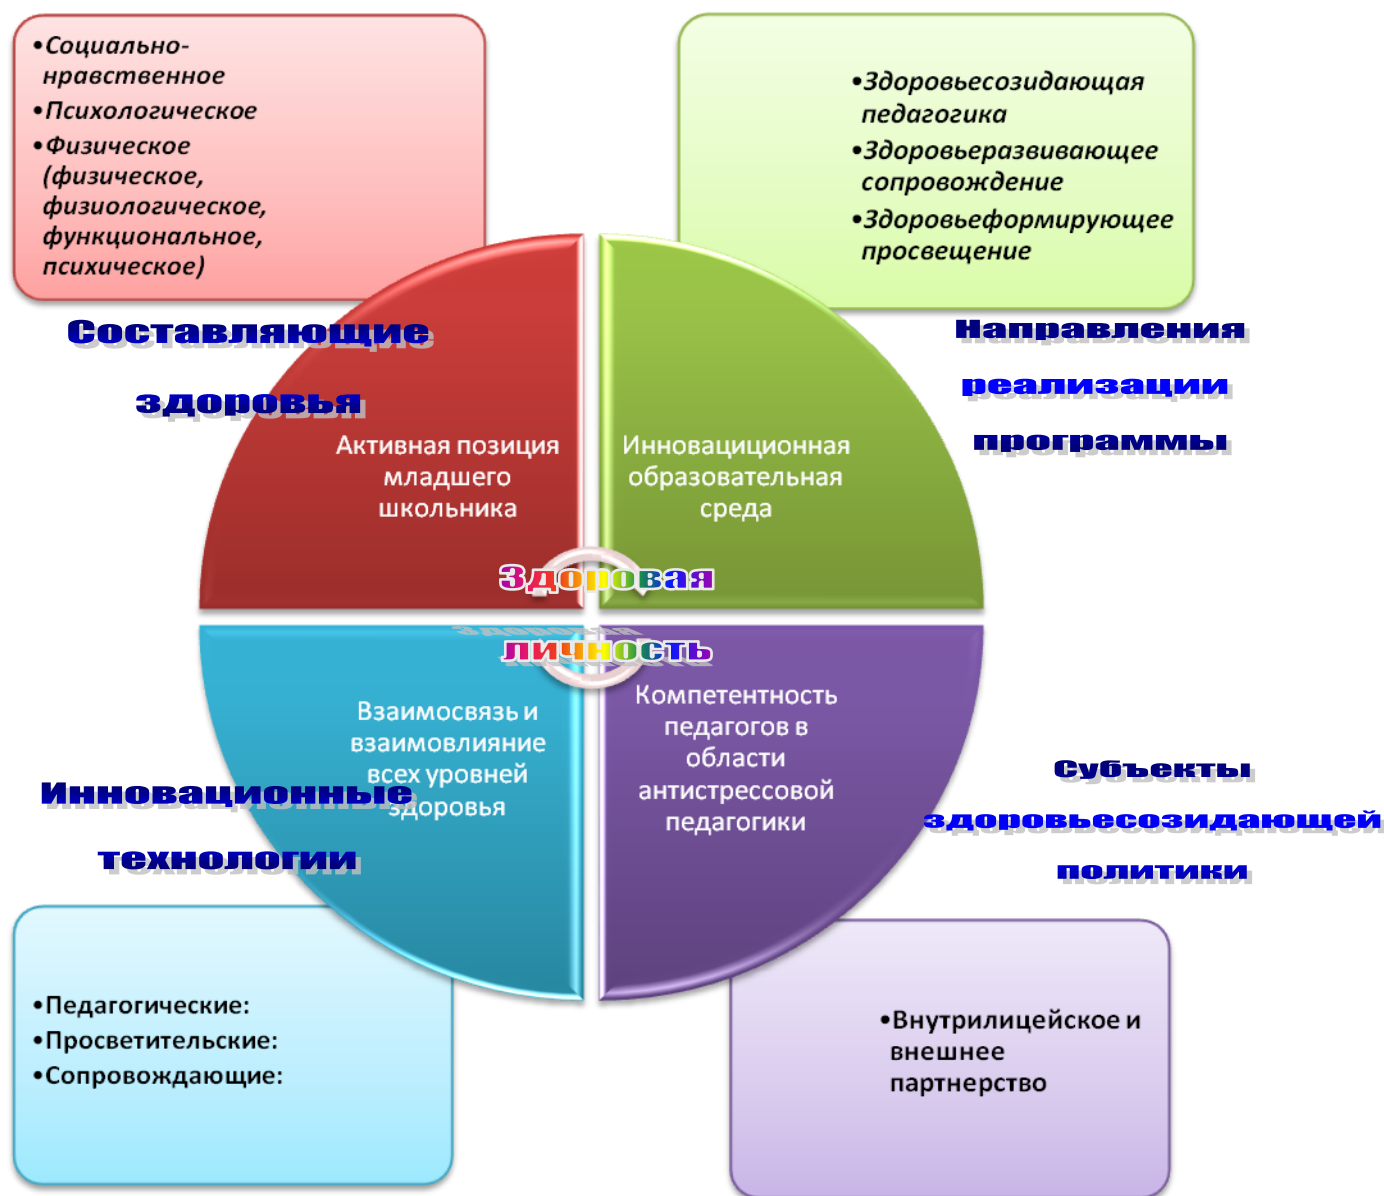 •Социально-
нравственное
•Психологическое
•Физическое
(физическое,
физиологическое,
функциональное,
психическое)
•Здоровьесозидающая
педагогика
•Здоровьеразвивающее
сопровождение
•Здоровьеформирующее
просвещение
Составляющие
здоровья
Направления
реализации
программы
Активная позиция
младшего
школьника
Инновациционная
образовательная
среда
Здоровая
личность
Взаимосвязь и
взаимовлияние
всех уровней
здоровья
Компетентность
педагогов в
области
антистрессовой
педагогики
Инновационные
технологии
Субъекты
здоровьесозидающей
политики
•Педагогические:
•Просветительские:
•Сопровождающие:
•Внутрилицейское и
внешнее
партнерство